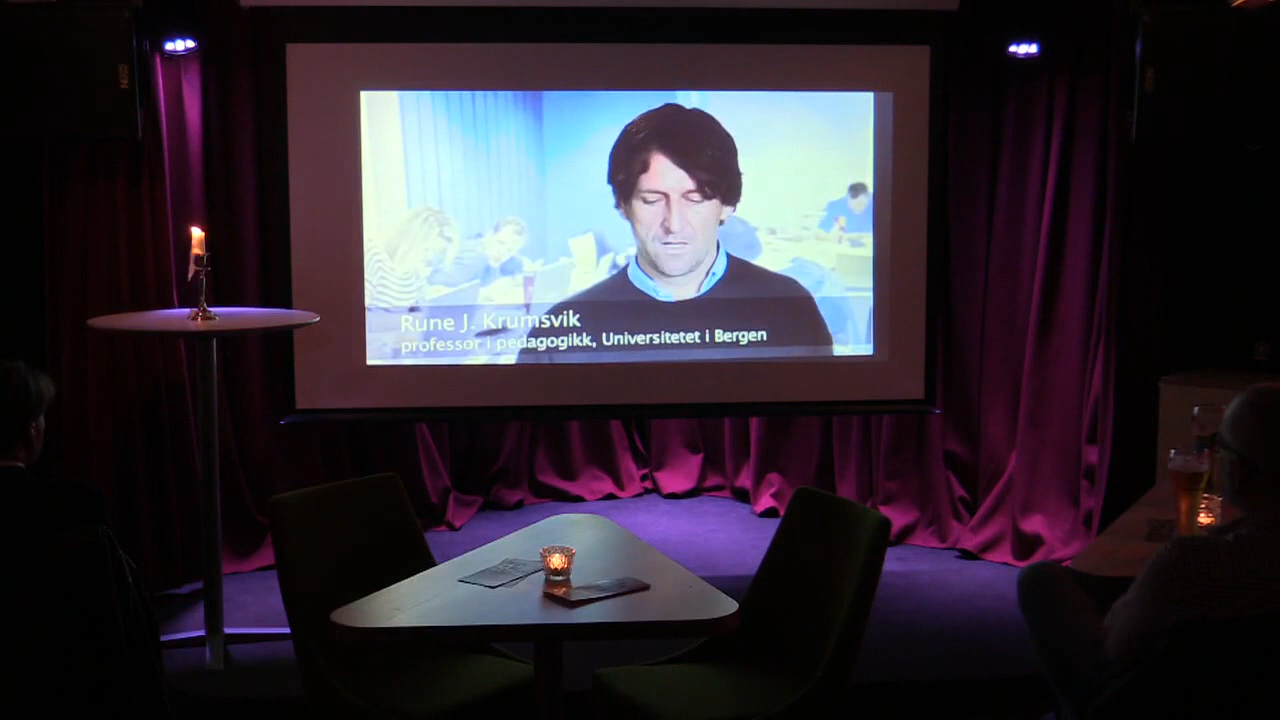 Rune J. Krumsvik
professor i pedagogikk, Universitetet i Bergen